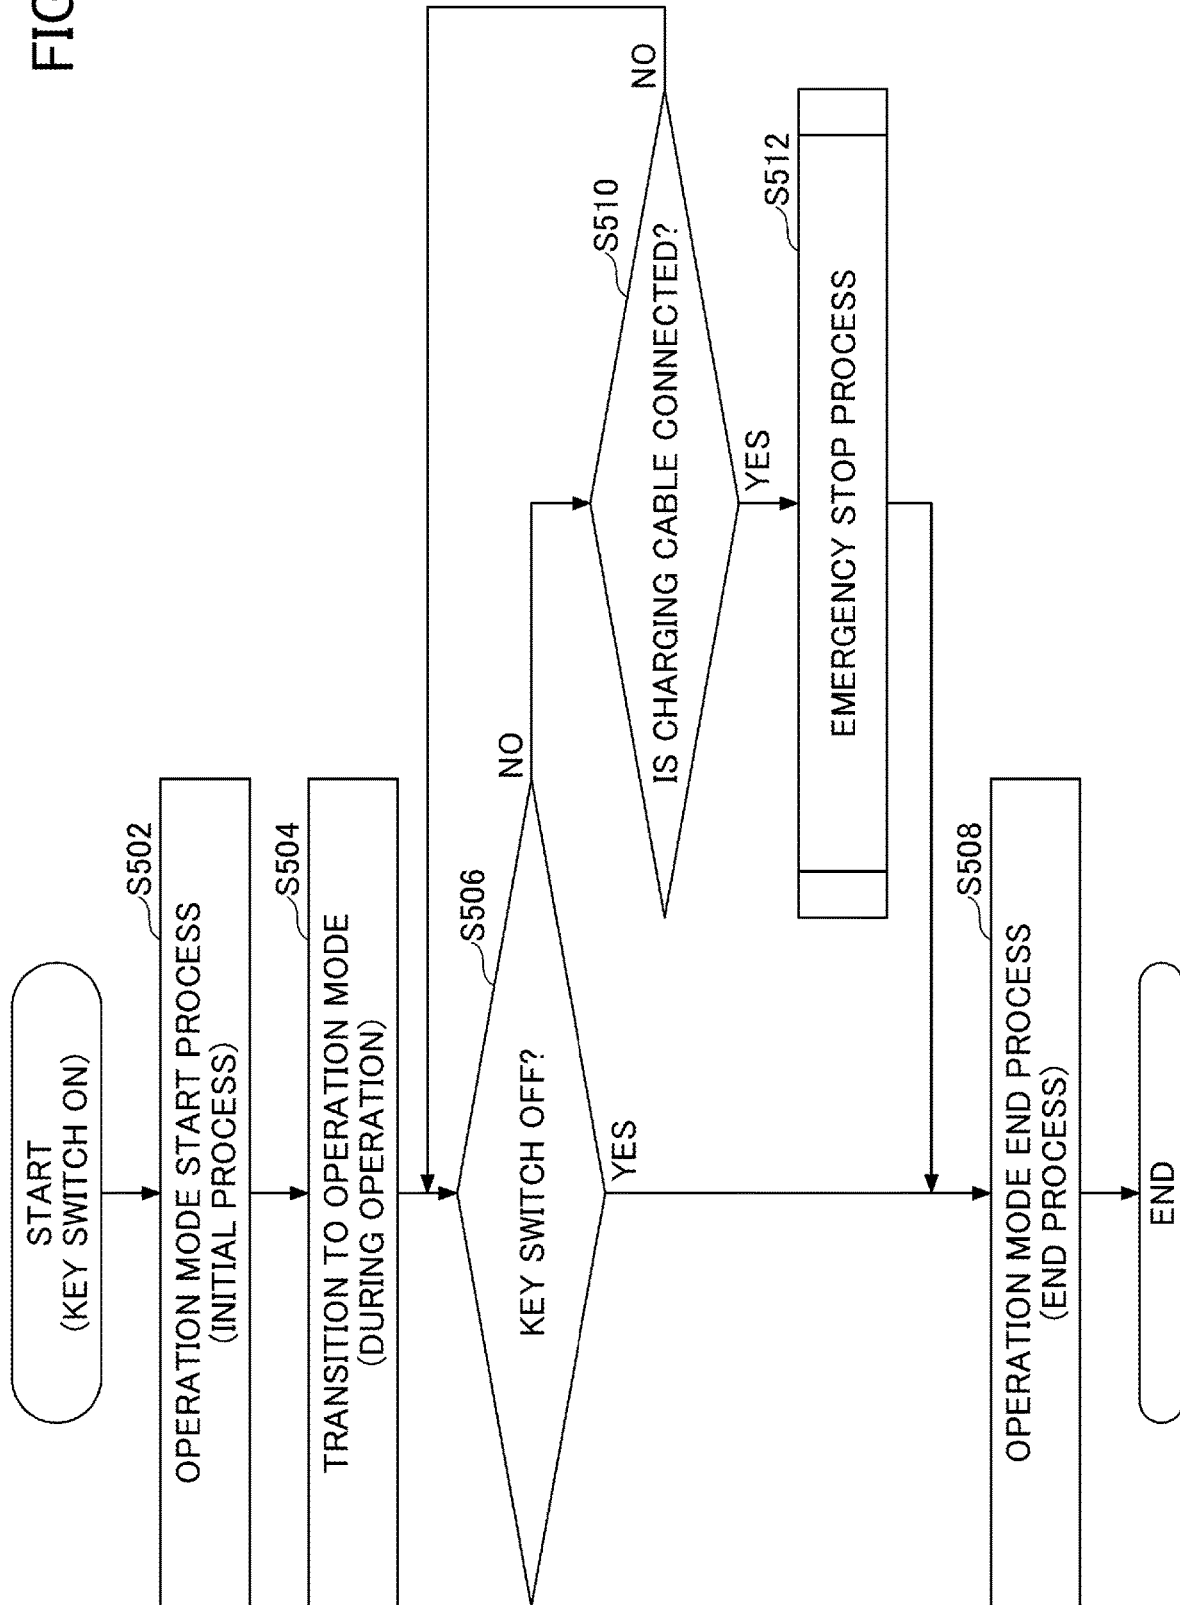 FIG
START
(KEY SWITCH ON)
S502
OPERATION MODE START PROCESS
(INITIAL PROCESS)
S504
TRANSITION TO OPERATION MODE
(DURING OPERATION)
S506
KEY SWITCH OFF?
NO
YES
S510
IS CHARGING CABLE CONNECTED?
NO
YES
S512
EMERGENCY STOP PROCESS
S508
OPERATION MODE END PROCESS
(END PROCESS)
END